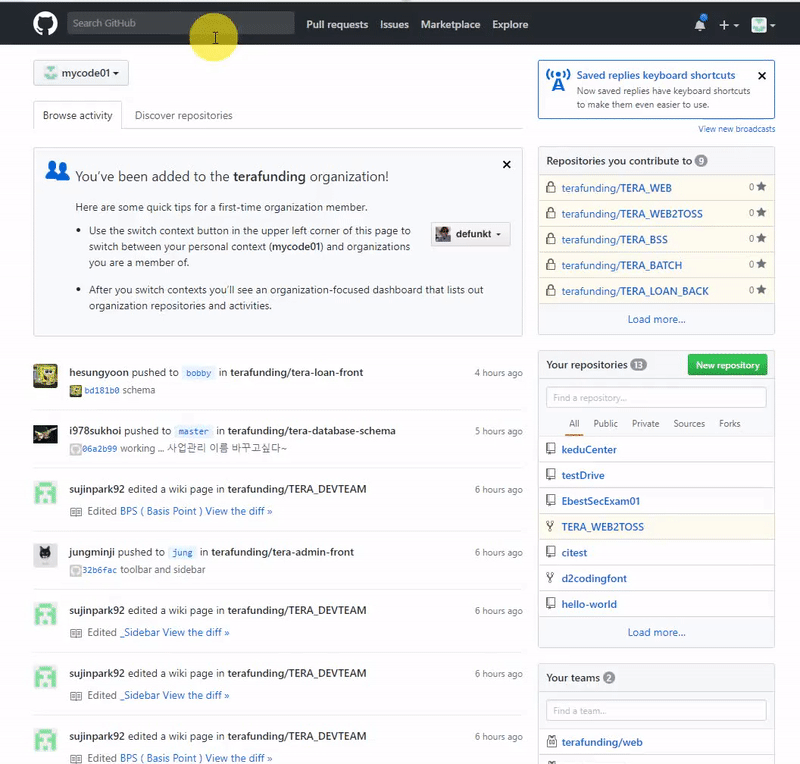 Search GitHub
Pull requests Issues Marketplace Explore
mycode01
Browse activity Discover repositories
You've been added to the terafunding organization!
Here are some quick tips for a first-time organization member.
Use the switch context button in the upper left corner of this page to
switch between your personal context (mycode01) and organizations
you are a member of.
defunkt
After you switch contexts you'll see an organization-focused dashboard that lists out
organization repositories and activities.
hesungyoon pushed to bobby in terafunding/tera-loan-front 4 hours ago
bd181b0 schema
i978sukhoi pushed to master in terafunding/tera-database-schema 5 hours ago
06a2b99 working ... 사업관리 이름 바꾸고싶다~
sujinpark92 edited a wiki page in terafunding/TERA_DEVTEAM 6 hours ago
Edited BPS ( Basis Point ) View the diff »
jungminji pushed to jung in terafunding/tera-admin-front 6 hours ago
32b6fac toolbar and sidebar
sujinpark92 edited a wiki page in terafunding/TERA_DEVTEAM 6 hours ago
Edited _Sidebar View the diff »
sujinpark92 edited a wiki page in terafunding/TERA_DEVTEAM 6 hours ago
Edited _Sidebar View the diff »
sujinpark92 edited a wiki page in terafunding/TERA_DEVTEAM 6 hours ago
Edited BPS ( Basis Point ) View the diff »
Saved replies keyboard shortcuts
Now saved replies have keyboard shortcuts
to make them even easier to use.
View new broadcasts
Repositories you contribute to 9
terafunding/TERA_WEB 0
terafunding/TERA_WEB2TOSS 0
terafunding/TERA_BSS 0
terafunding/TERA_BATCH 0
terafunding/TERA_LOAN_BACK 0
Load more...
Your repositories 13 New repository
Find a repository...
All Public Private Sources Forks
keduCenter
testDrive
EbestSecExam01
TERA_WEB2TOSS
citest
d2codingfont
hello-world
Load more...
Your teams 2
Find a team...
terafunding/web